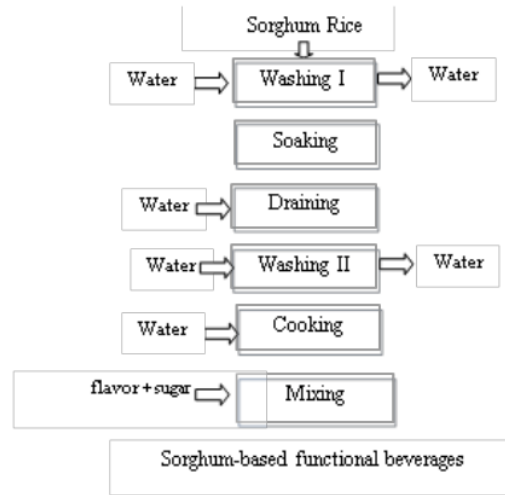 Sorghum Rice
Water Washing I Water
Soaking
Water Draining
Water Washing II Water
Water Cooking
flavor+sugar Mixing
Sorghum-based functional beverages